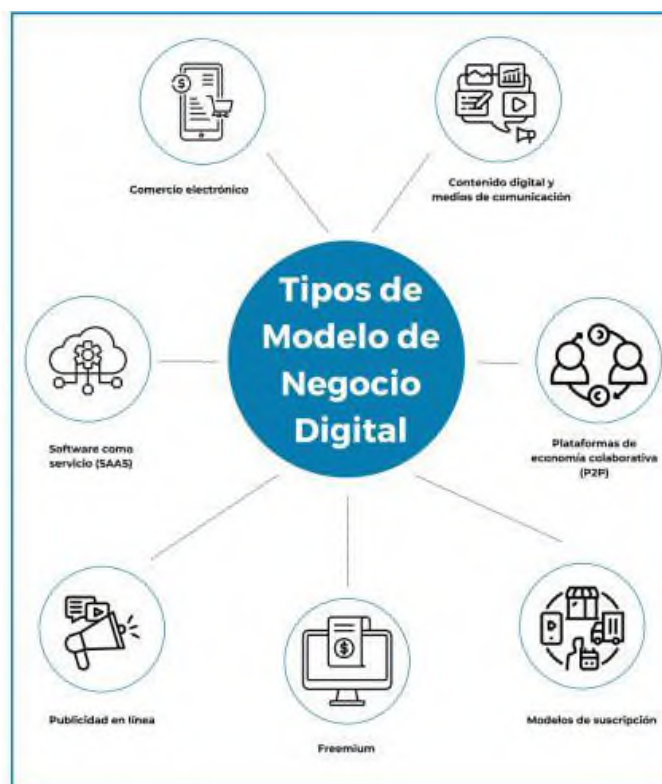 Comercio electrónico
Contenido digital y
medios de comunicación
Tipos de
Modelo de
Negocio
Digital
Software como
servicio (SAAS)
Plataformas de
economía colaborativa
(P2P)
Publicidad en línea
Freemium
Modelos de suscripción